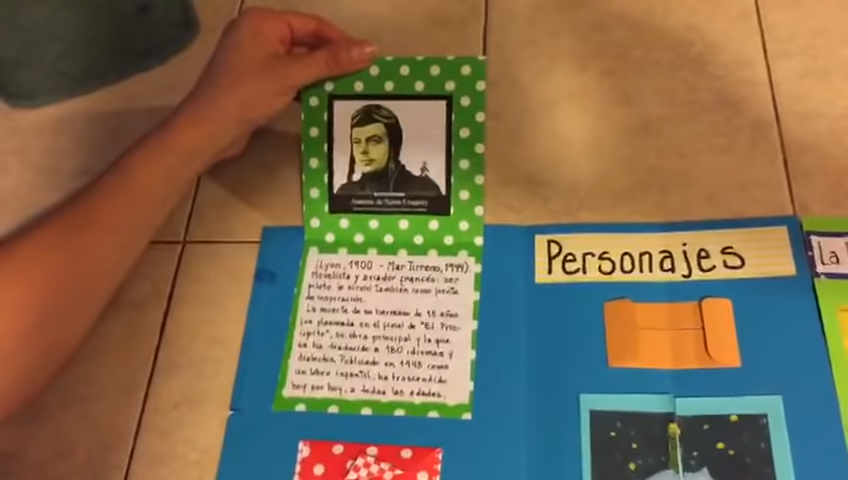 Antoine de Saint-Exupéry
(Lyon, 1900 - Mar Tirreno, 1944).
Novelista y aviador francés; ser
piloto le sirvió también como fuente
de inspiración.
La muerte de su hermano de 15 años
fue plasmada en el final de "El Prin-
cipito", su obra principal y la que
se ha traducido a 180 idiomas y
dialectos. Publicado en 1943 como
un libro infantil; ha trascendido
hoy por hoy, a todas las edades.
Personajes
La